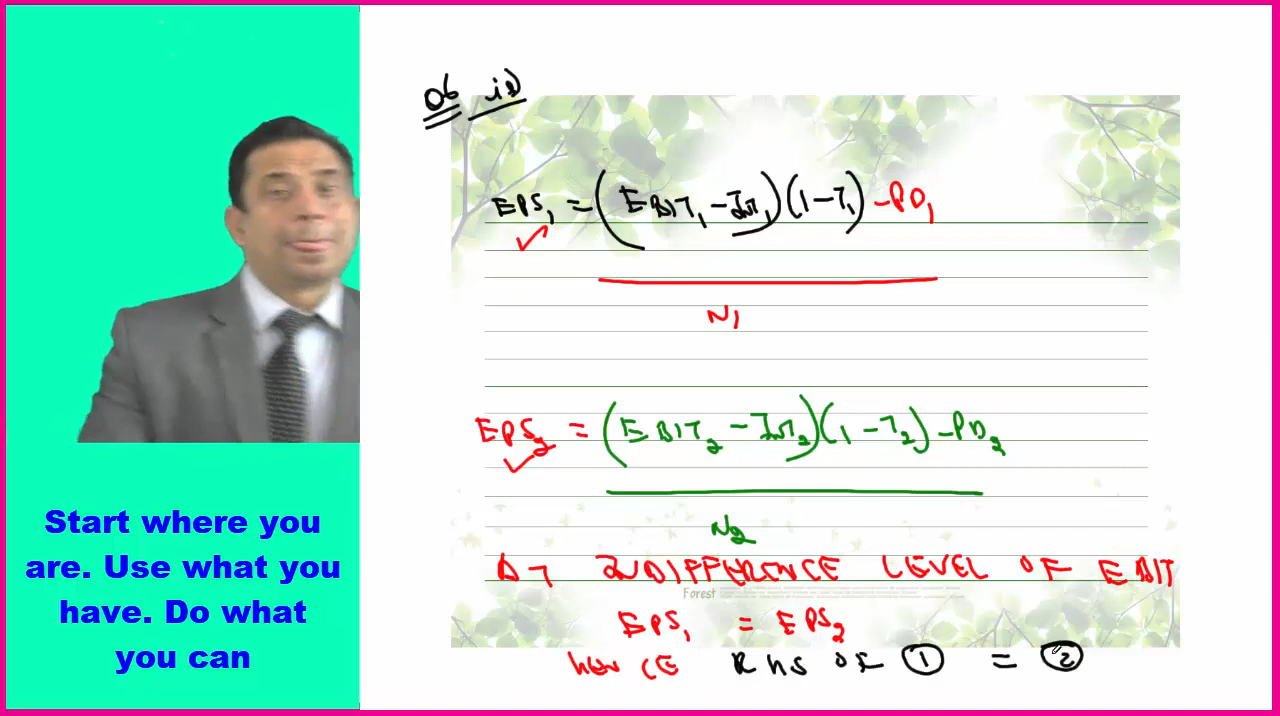 06 iD
EPS₁ = (EBIT₁ - Int₁)(1 - T₁) - PD₁
N₁
EPS₂ = (EBIT₂ - Int₂)(1 - T₂) - PD₂
N₂
AT INDIFFERENCE LEVEL OF EBIT
Forest
EPS₁ = EPS₂
hence RHS OF ① = ②
Start where you
are. Use what you
have. Do what
you can